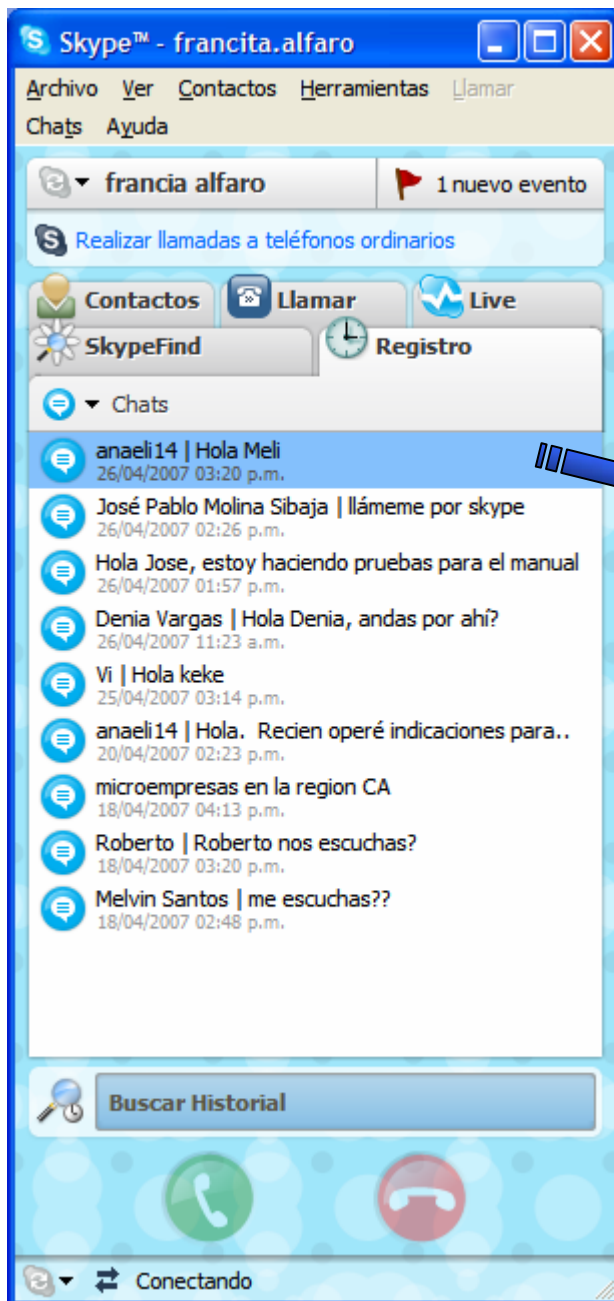 Skype™ - francita.alfaro
Archivo Ver Contactos Herramientas Llamar
Chats Ayuda
francia alfaro 1 nuevo evento
Realizar llamadas a teléfonos ordinarios
Contactos Llamar Live
SkypeFind Registro
Chats
anaeli14 | Hola Meli
26/04/2007 03:20 p.m.
José Pablo Molina Sibaja | llámeme por skype
26/04/2007 02:26 p.m.
Hola Jose, estoy haciendo pruebas para el manual
26/04/2007 01:57 p.m.
Denia Vargas | Hola Denia, andas por ahí?
26/04/2007 11:23 a.m.
Vi | Hola keke
25/04/2007 03:14 p.m.
anaeli14 | Hola.  Recien operé indicaciones para..
20/04/2007 02:23 p.m.
microempresas en la region CA
18/04/2007 04:13 p.m.
Roberto | Roberto nos escuchas?
18/04/2007 03:20 p.m.
Melvin Santos | me escuchas??
18/04/2007 02:48 p.m.
Buscar Historial
Conectando